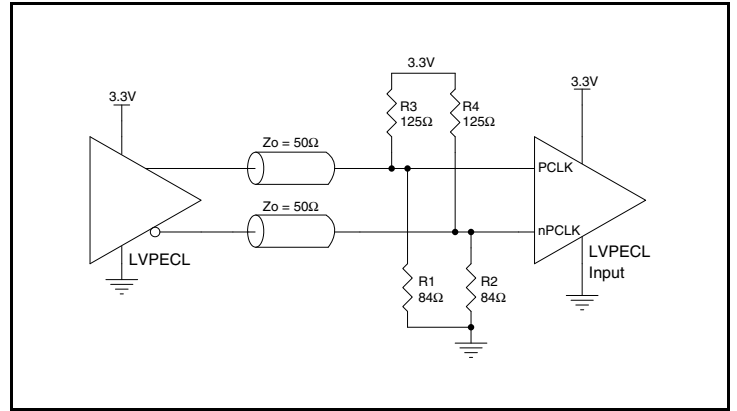 3.3V
3.3V
3.3V
R3
125Ω
R4
125Ω
Zo = 50Ω
PCLK
Zo = 50Ω
nPCLK
LVPECL
LVPECL
Input
R1
84Ω
R2
84Ω